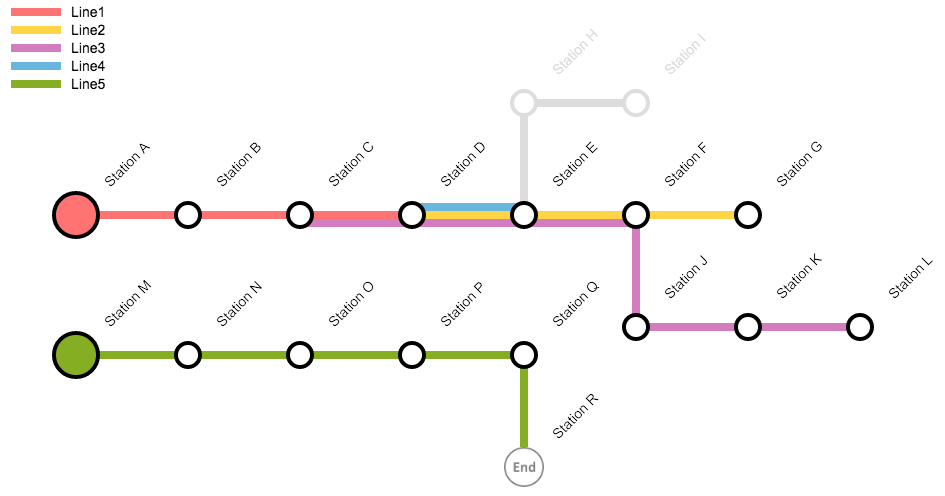 Line1
Line2
Line3
Line4
Line5
Station H
Station I
Station A
Station B
Station C
Station D
Station E
Station F
Station G
Station M
Station N
Station O
Station P
Station Q
Station J
Station K
Station L
Station R
End